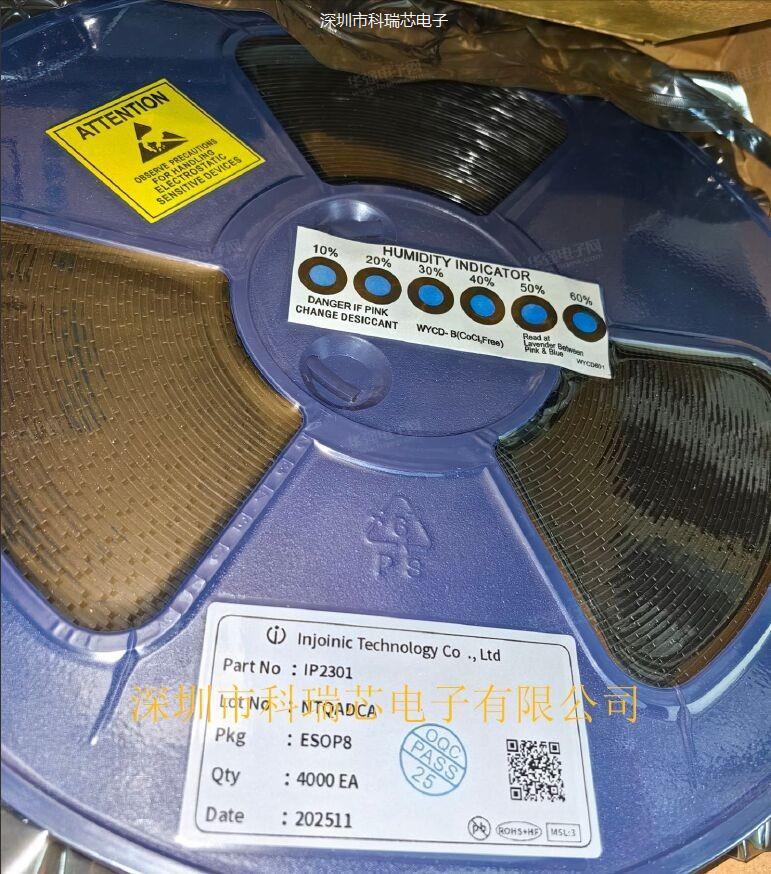 深圳市科瑞芯电子
ATTENTION
OBSERVE PRECAUTIONS
FOR HANDLING
ELECTROSTATIC
SENSITIVE DEVICES
HUMIDITY INDICATOR
10% 20% 30% 40% 50% 60%
DANGER IF PINK
CHANGE DESICCANT
WYCD- B(CoCl₂Free)
Read at
Lavender Between
Pink & Blue
WYCD601
6
PS
Injoinic Technology Co ., Ltd
Part No : IP2301
深圳市科瑞芯电子有限公司
Lot No : NTQADCA
Pkg : ESOP8
Qty : 4000 EA
Date : 202511
OQC
PASS
25
Pb
ROHS+HF
MSL:3